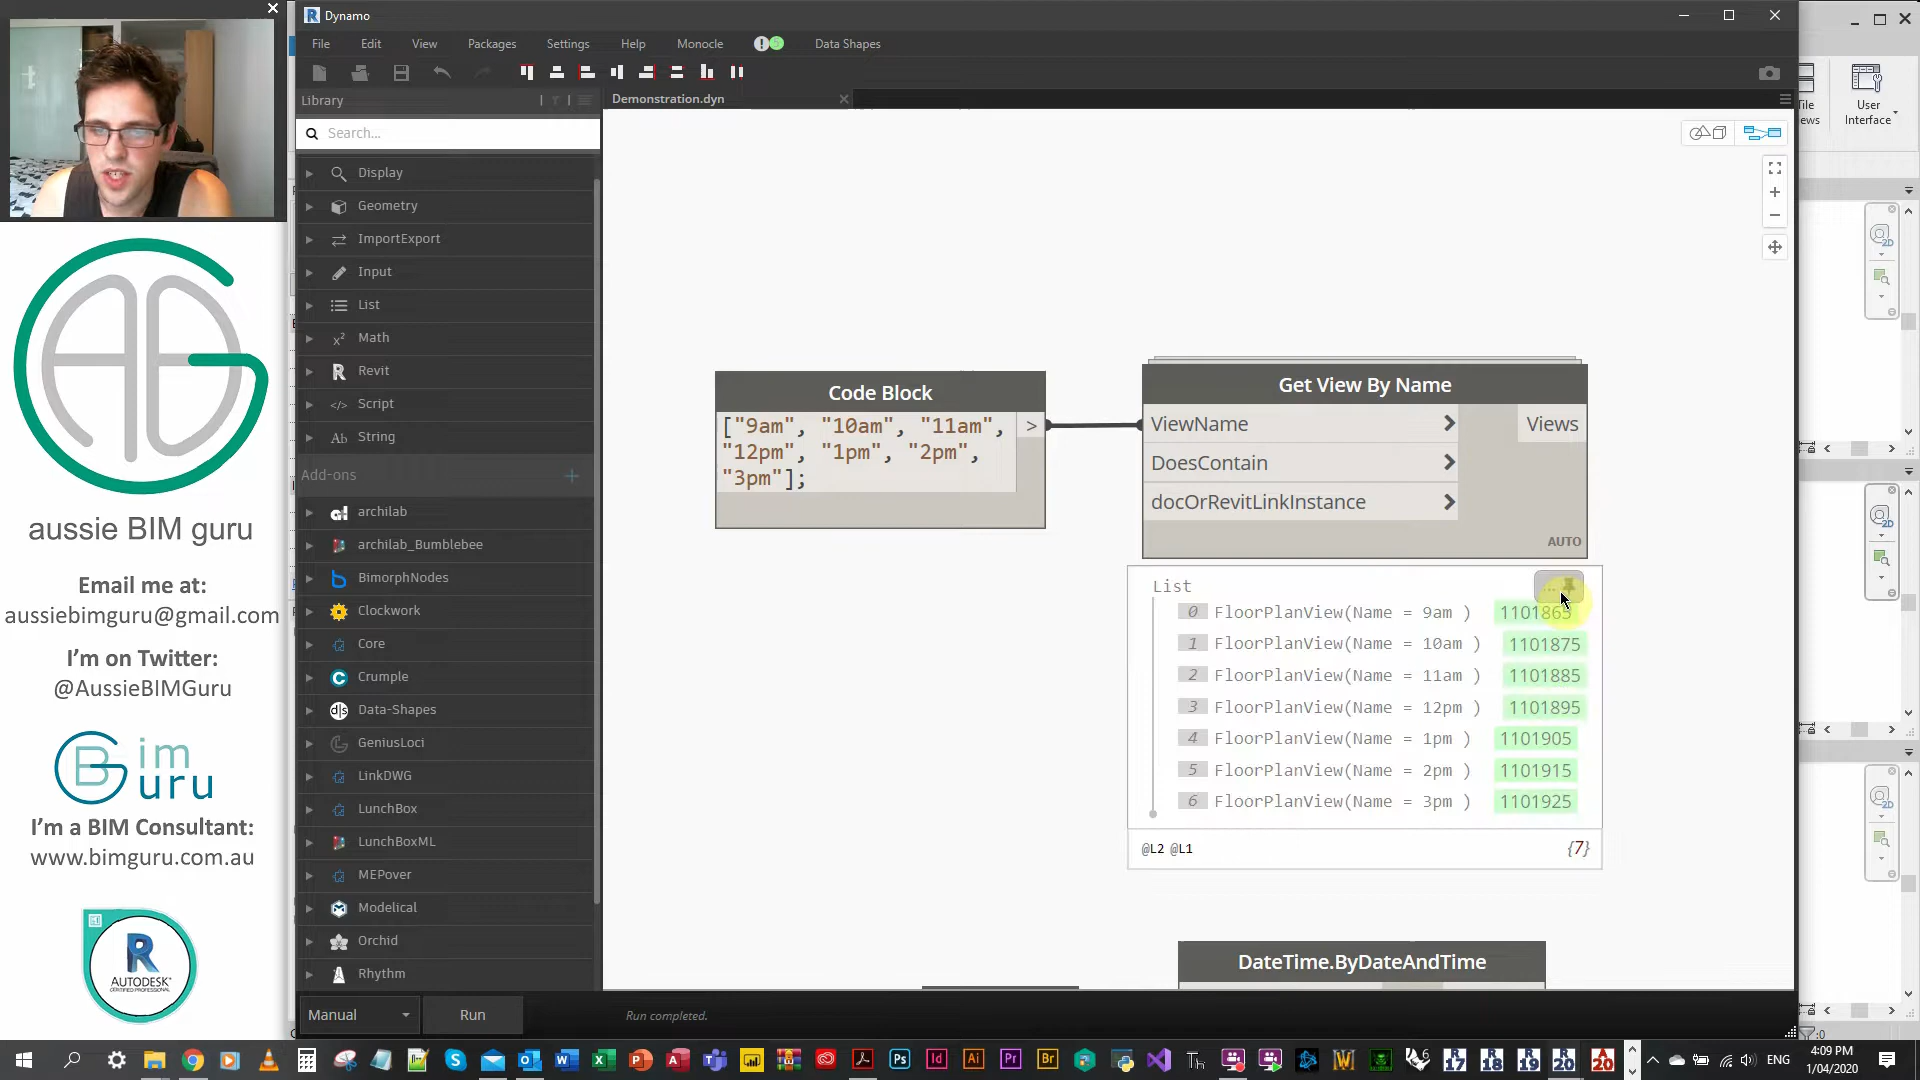 Dynamo
File Edit View Packages Settings Help Monocle Data Shapes
Library
Demonstration.dyn
Search...
Display
Geometry
ImportExport
Input
List
Math
Revit
Script
String
Add-ons
archilab
archilab_Bumblebee
BimorphNodes
Clockwork
Core
Crumple
Data-Shapes
GeniusLoci
LinkDWG
LunchBox
LunchBoxML
MEPover
Modelical
Orchid
Rhythm
Manual
Run
Run completed.
Code Block
["9am", "10am", "11am",
"12pm", "1pm", "2pm",
"3pm"];
>
Get View By Name
ViewName
DoesContain
docOrRevitLinkInstance
Views
AUTO
List
0 FloorPlanView(Name = 9am ) 1101865
1 FloorPlanView(Name = 10am ) 1101875
2 FloorPlanView(Name = 11am ) 1101885
3 FloorPlanView(Name = 12pm ) 1101895
4 FloorPlanView(Name = 1pm ) 1101905
5 FloorPlanView(Name = 2pm ) 1101915
6 FloorPlanView(Name = 3pm ) 1101925
@L2 @L1 {7}
DateTime.ByDateAndTime
User
Interface
aussie BIM guru
Email me at:
aussiebimguru@gmail.com
I'm on Twitter:
@AussieBIMGuru
B im
G uru
I'm a BIM Consultant:
www.bimguru.com.au
R
AUTODESK
CERTIFIED PROFESSIONAL
ENG
4:09 PM
1/04/2020